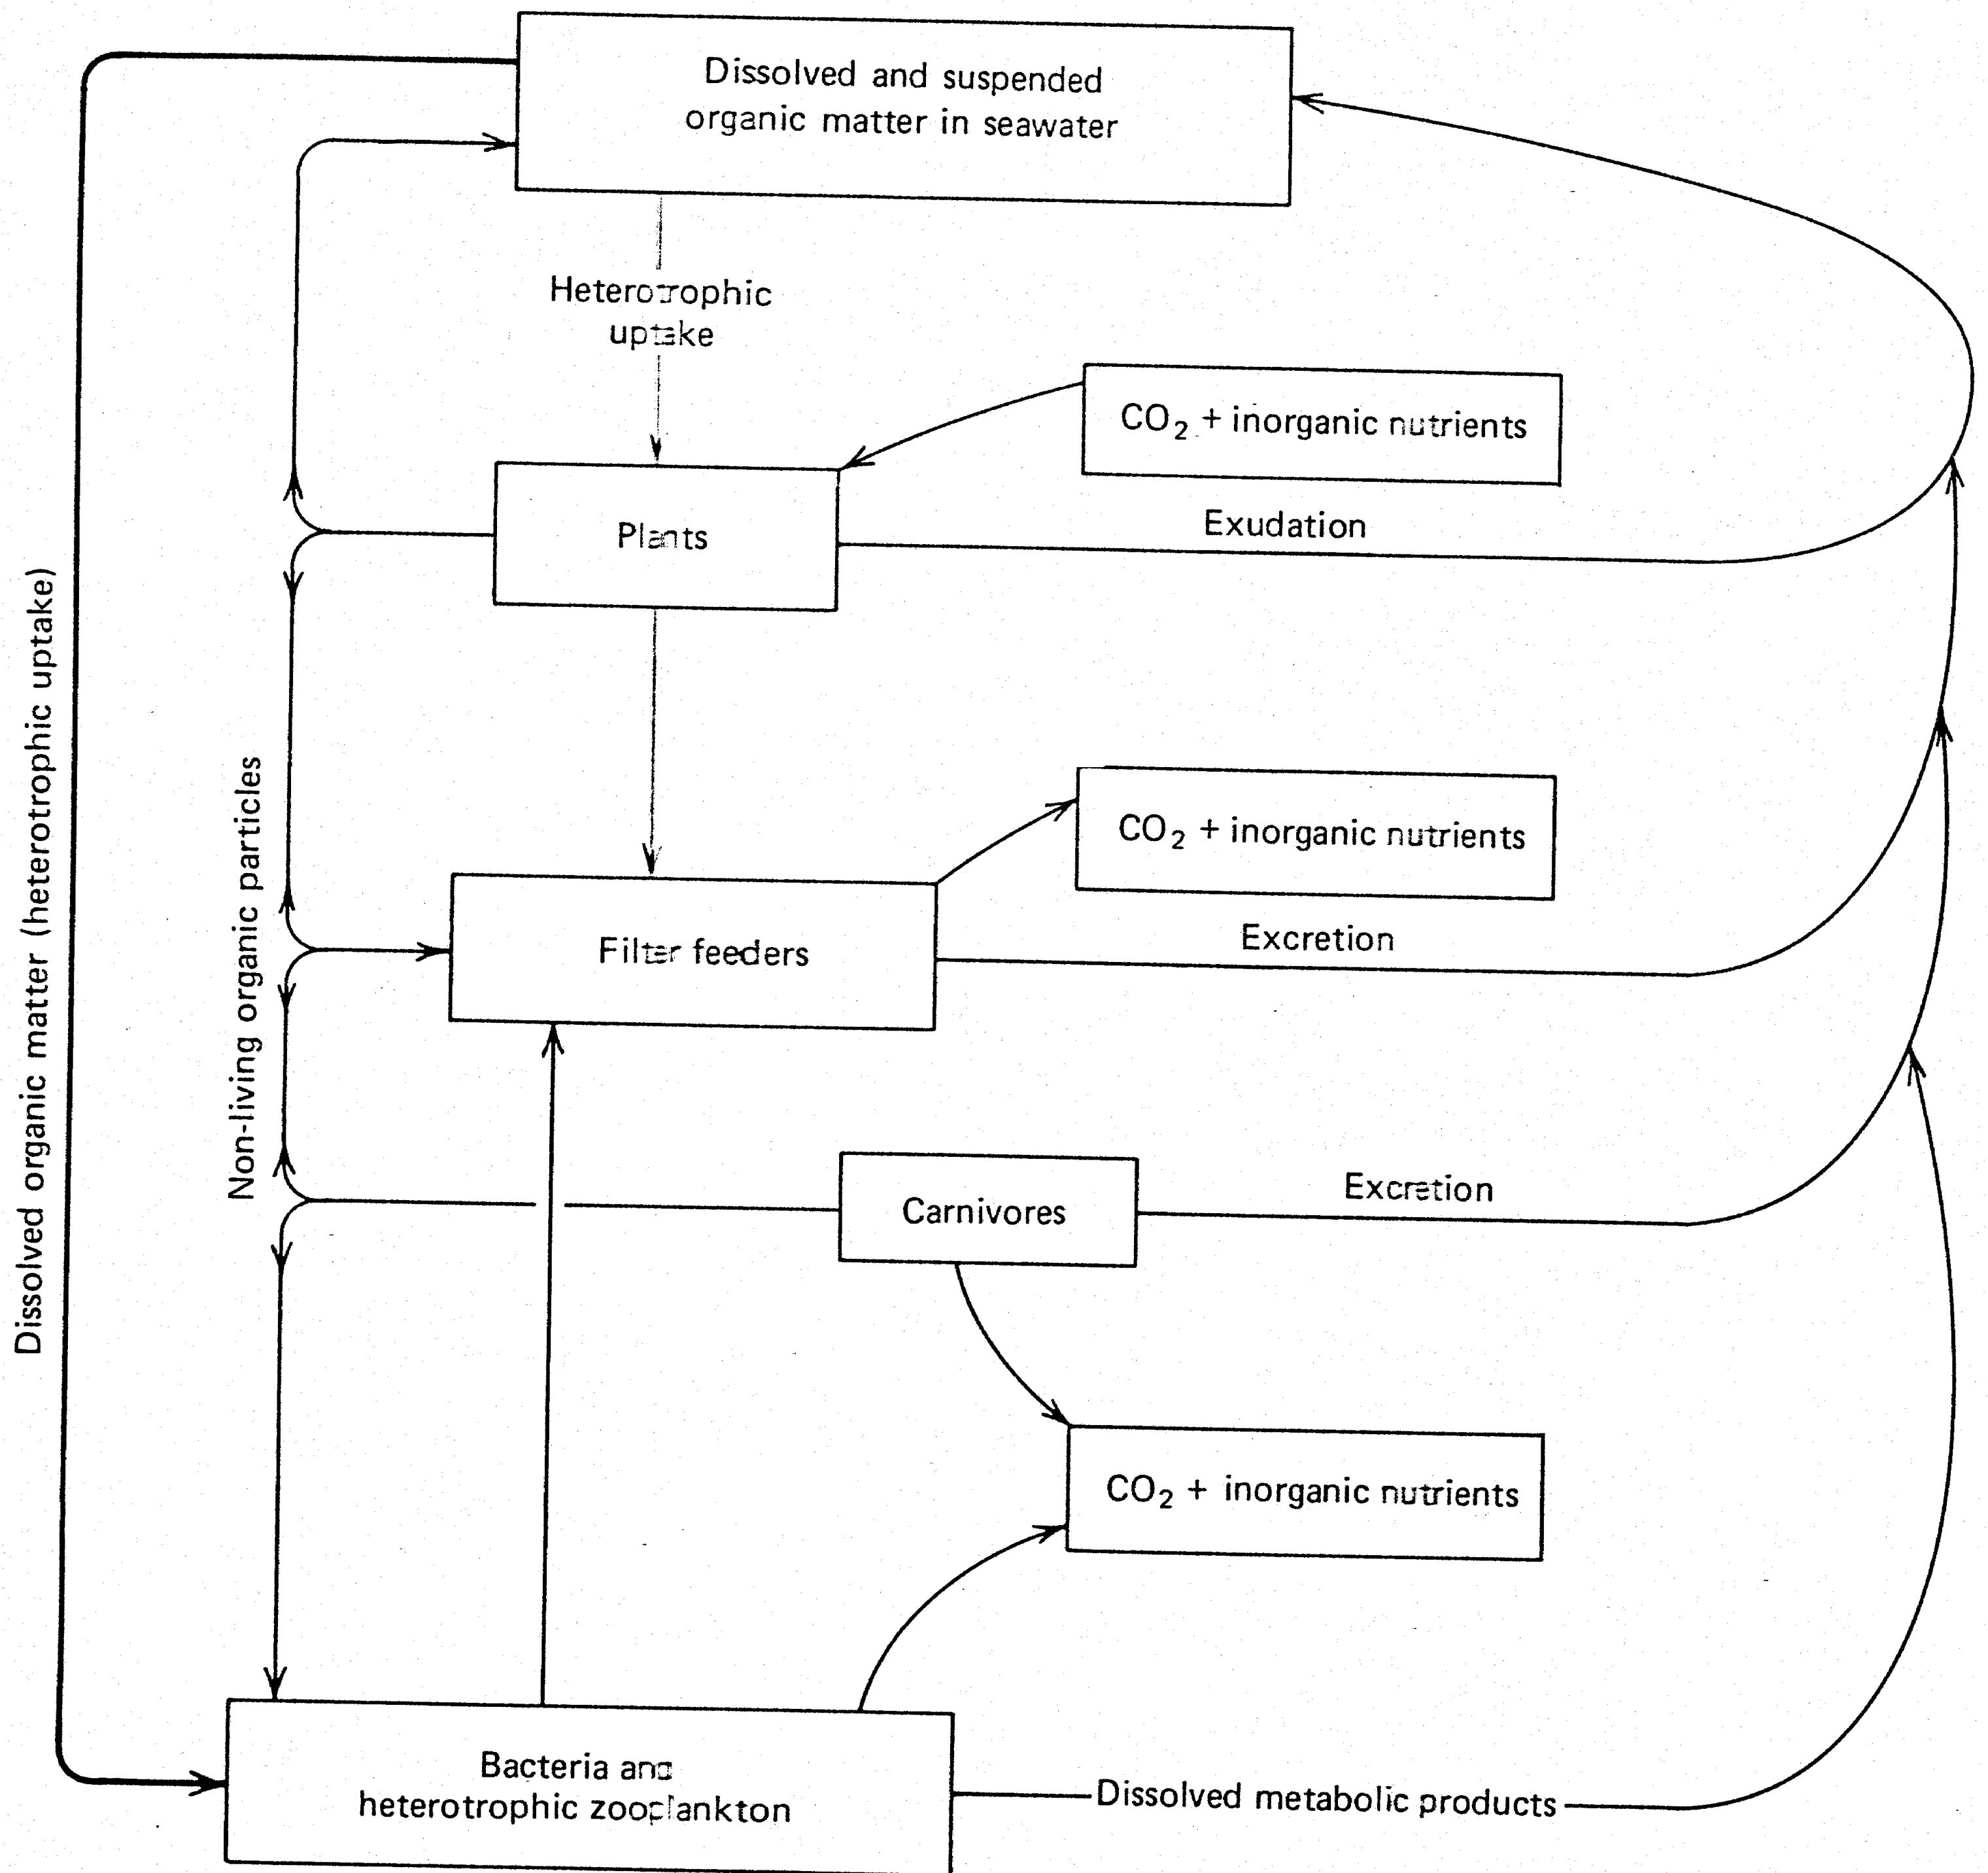 Dissolved and suspended
organic matter in seawater
Heterotrophic
uptake
CO₂ + inorganic nutrients
Plants
Exudation
Dissolved organic matter (heterotrophic uptake)
Non-living organic particles
CO₂ + inorganic nutrients
Filter feeders
Excretion
Carnivores
Excretion
CO₂ + inorganic nutrients
Bacteria and
heterotrophic zooplankton
Dissolved metabolic products